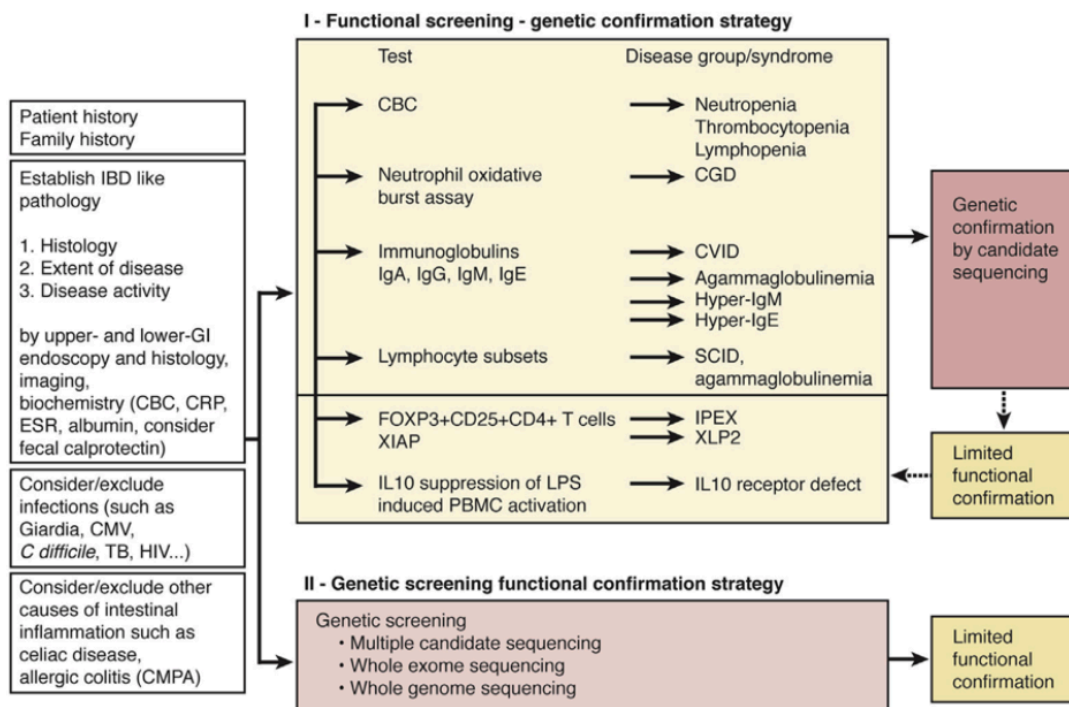 I - Functional screening - genetic confirmation strategy
Test
Disease group/syndrome
CBC
Neutropenia
Thrombocytopenia
Lymphopenia
Neutrophil oxidative
burst assay
CGD
Immunoglobulins
IgA, IgG, IgM, IgE
CVID
Agammaglobulinemia
Hyper-IgM
Hyper-IgE
Lymphocyte subsets
SCID,
agammaglobulinemia
FOXP3+CD25+CD4+ T cells
XIAP
IPEX
XLP2
IL10 suppression of LPS
induced PBMC activation
IL10 receptor defect
Patient history
Family history
Establish IBD like
pathology
1. Histology
2. Extent of disease
3. Disease activity
by upper- and lower-GI
endoscopy and histology,
imaging,
biochemistry (CBC, CRP,
ESR, albumin, consider
fecal calprotectin)
Consider/exclude
infections (such as
Giardia, CMV,
C difficile, TB, HIV...)
Consider/exclude other
causes of intestinal
inflammation such as
celiac disease,
allergic colitis (CMPA)
Genetic
confirmation
by candidate
sequencing
Limited
functional
confirmation
II - Genetic screening functional confirmation strategy
Genetic screening
• Multiple candidate sequencing
• Whole exome sequencing
• Whole genome sequencing
Limited
functional
confirmation